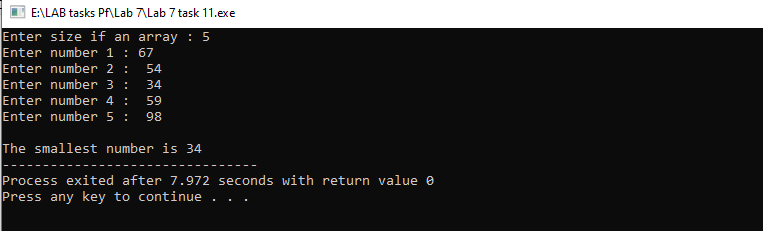 E:\LAB tasks Pf\Lab 7\Lab 7 task 11.exe
Enter size if an array : 5
Enter number 1 : 67
Enter number 2 :  54
Enter number 3 :  34
Enter number 4 :  59
Enter number 5 :  98

The smallest number is 34
--------------------------------
Process exited after 7.972 seconds with return value 0
Press any key to continue . . .